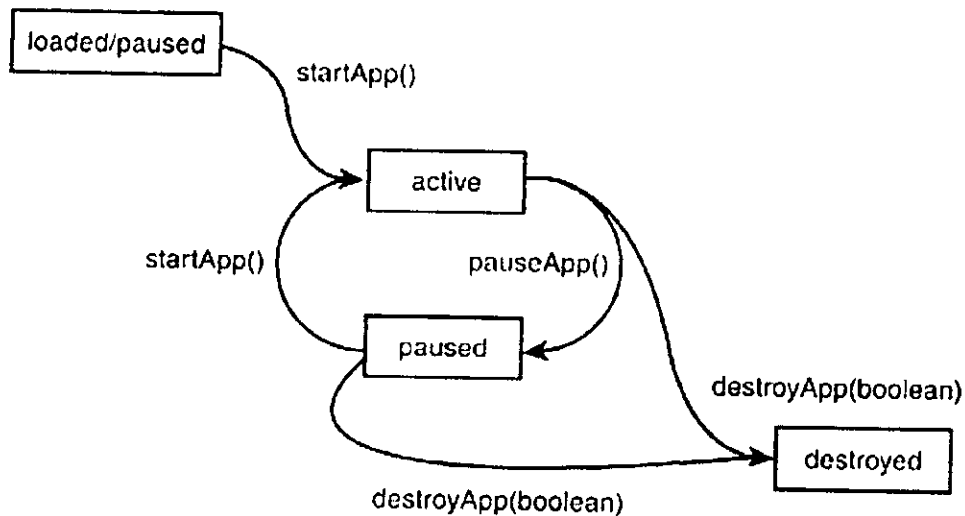 loaded/paused
startApp()
active
startApp()
pauseApp()
paused
destroyApp(boolean)
destroyed
destroyApp(boolean)